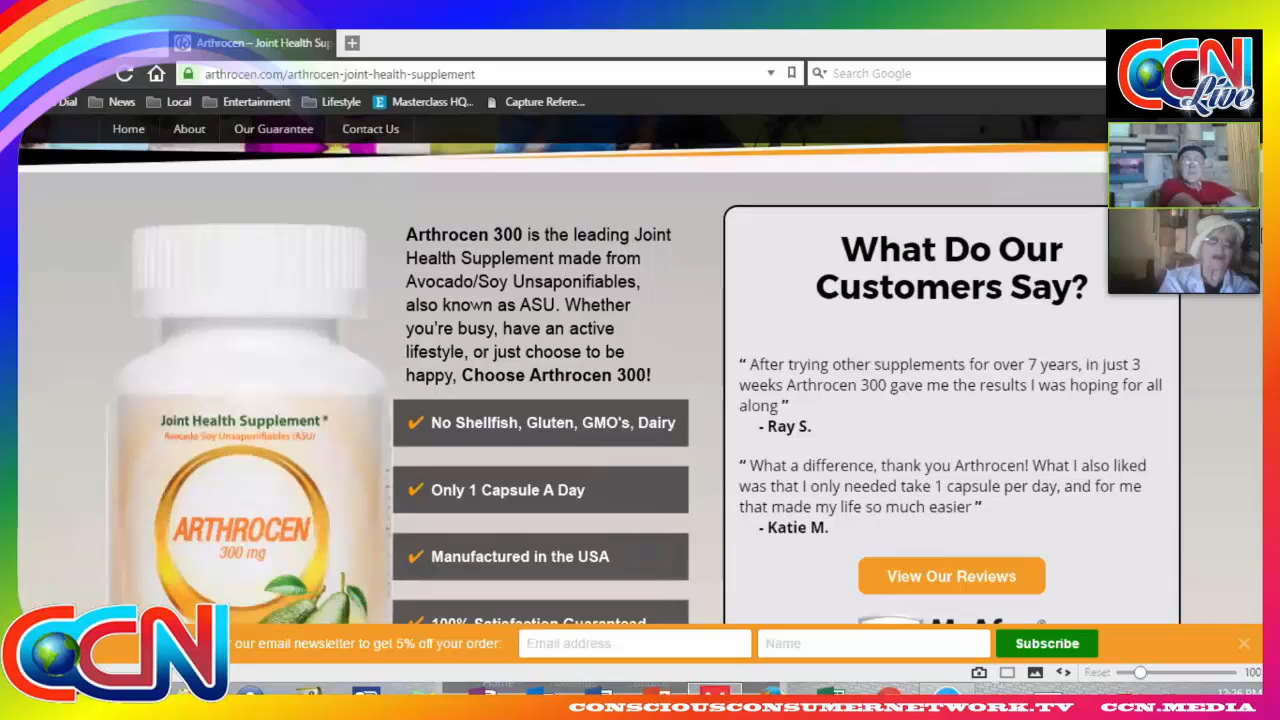 Arthrocen – Joint Health Sup
arthrocen.com/arthrocen-joint-health-supplement
Search Google
Dial
News
Local
Entertainment
Lifestyle
Masterclass HQ...
Capture Refere...
Home
About
Our Guarantee
Contact Us
CCN
Live
Arthrocen 300 is the leading Joint
Health Supplement made from
Avocado/Soy Unsaponifiables,
also known as ASU. Whether
you're busy, have an active
lifestyle, or just choose to be
happy, Choose Arthrocen 300!
✔ No Shellfish, Gluten, GMO's, Dairy
✔ Only 1 Capsule A Day
✔ Manufactured in the USA
100% Satisfaction Guaranteed
Joint Health Supplement*
Avocado Soy Unsaponifiables (ASU)
ARTHROCEN
300 mg
What Do Our
Customers Say?
“ After trying other supplements for over 7 years, in just 3
weeks Arthrocen 300 gave me the results I was hoping for all
along ”
- Ray S.
“ What a difference, thank you Arthrocen! What I also liked
was that I only needed take 1 capsule per day, and for me
that made my life so much easier ”
- Katie M.
View Our Reviews
our email newsletter to get 5% off your order:
Email address
Name
Subscribe
Reset
100
12:26 PM
CCN
CONSCIOUSCONSUMERNETWORK.TV
CCN.MEDIA